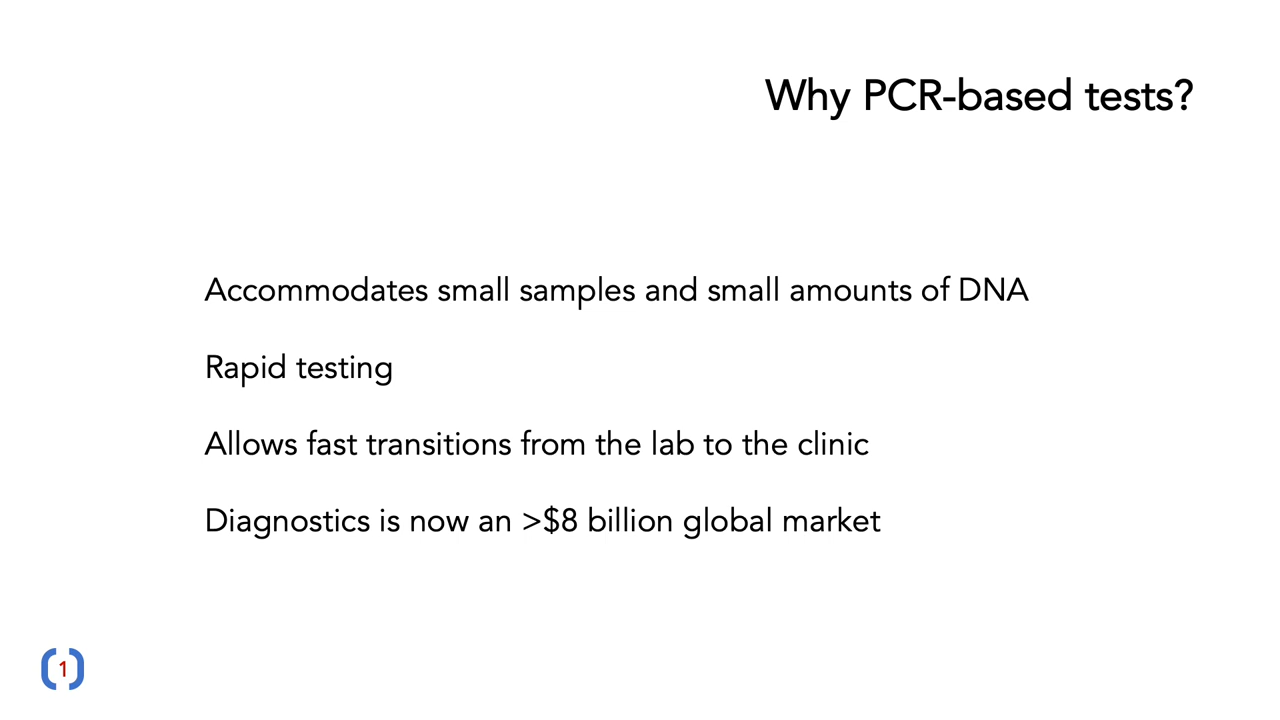 Why PCR-based tests?
Accommodates small samples and small amounts of DNA
Rapid testing
Allows fast transitions from the lab to the clinic
Diagnostics is now an >$8 billion global market
1